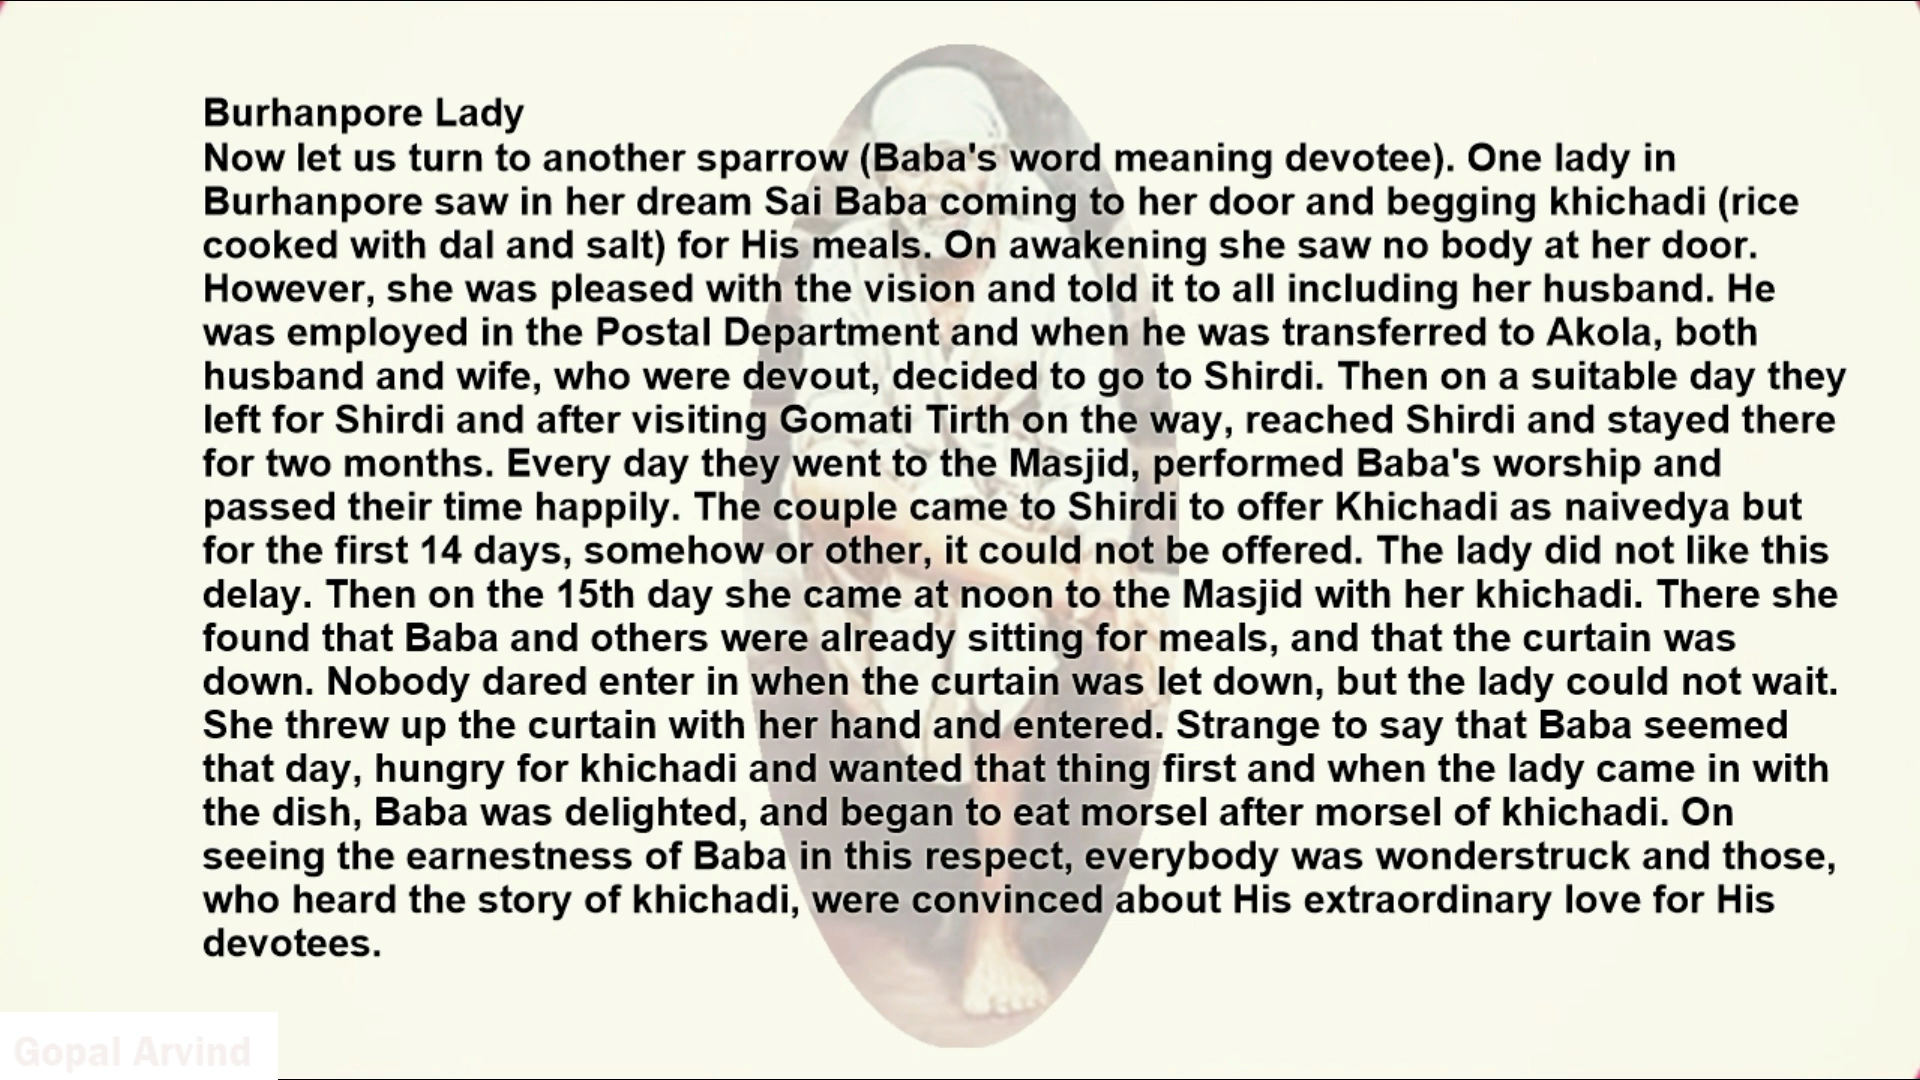 Burhanpore Lady
Now let us turn to another sparrow (Baba's word meaning devotee). One lady in
Burhanpore saw in her dream Sai Baba coming to her door and begging khichadi (rice
cooked with dal and salt) for His meals. On awakening she saw no body at her door.
However, she was pleased with the vision and told it to all including her husband. He
was employed in the Postal Department and when he was transferred to Akola, both
husband and wife, who were devout, decided to go to Shirdi. Then on a suitable day they
left for Shirdi and after visiting Gomati Tirth on the way, reached Shirdi and stayed there
for two months. Every day they went to the Masjid, performed Baba's worship and
passed their time happily. The couple came to Shirdi to offer Khichadi as naivedya but
for the first 14 days, somehow or other, it could not be offered. The lady did not like this
delay. Then on the 15th day she came at noon to the Masjid with her khichadi. There she
found that Baba and others were already sitting for meals, and that the curtain was
down. Nobody dared enter in when the curtain was let down, but the lady could not wait.
She threw up the curtain with her hand and entered. Strange to say that Baba seemed
that day, hungry for khichadi and wanted that thing first and when the lady came in with
the dish, Baba was delighted, and began to eat morsel after morsel of khichadi. On
seeing the earnestness of Baba in this respect, everybody was wonderstruck and those,
who heard the story of khichadi, were convinced about His extraordinary love for His
devotees.
Gopal Arvind